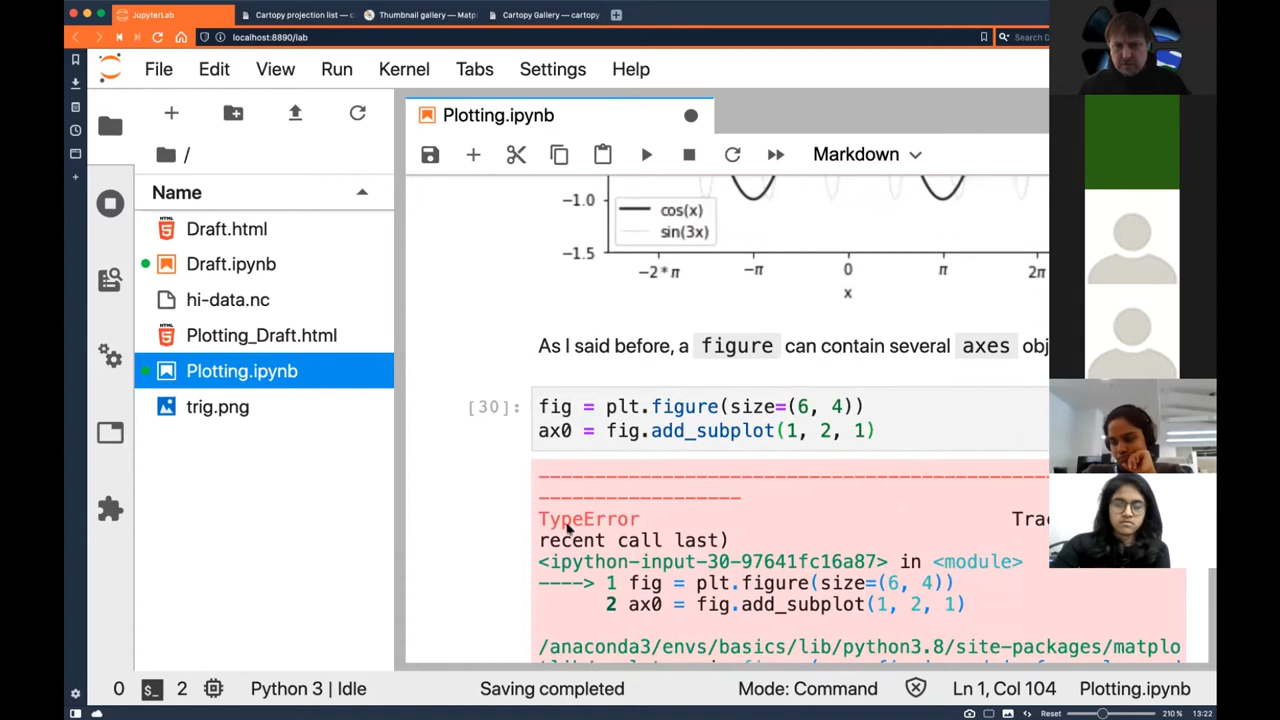 JupyterLab
Cartopy projection list — c
Thumbnail gallery — Matpl
Cartopy Gallery — cartopy
localhost:8890/lab
Search D
File Edit View Run Kernel Tabs Settings Help
Plotting.ipynb
/
Markdown
Name
Draft.html
Draft.ipynb
hi-data.nc
Plotting_Draft.html
Plotting.ipynb
trig.png
−1.0
cos(x)
sin(3x)
−1.5
−2*π −π 0 π 2π
x
As I said before, a figure can contain several axes obj
[30]: fig = plt.figure(size=(6, 4))
ax0 = fig.add_subplot(1, 2, 1)
---------------------------------------------------
--------------------
TypeError Trac
recent call last)
<ipython-input-30-97641fc16a87> in <module>
----> 1 fig = plt.figure(size=(6, 4))
2 ax0 = fig.add_subplot(1, 2, 1)
/anaconda3/envs/basics/lib/python3.8/site-packages/matplo
0 2 Python 3 | Idle Saving completed Mode: Command Ln 1, Col 104 Plotting.ipynb
Reset 210 % 13:22